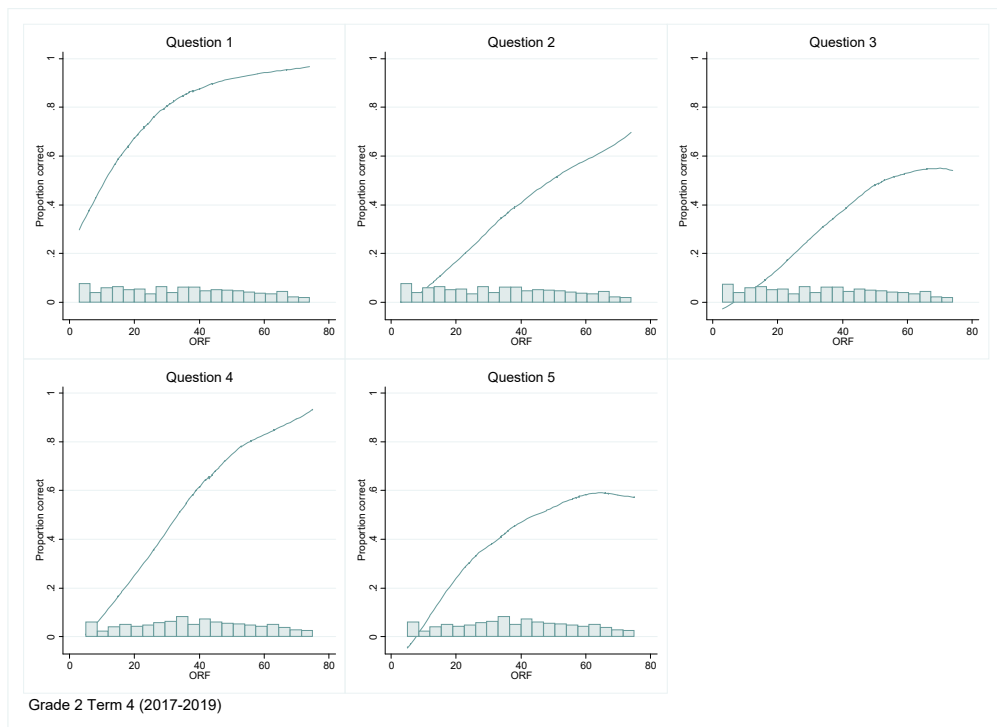 Question 1
Proportion correct
0 .2 .4 .6 .8 1
0 20 40 60 80
ORF
Question 2
Proportion correct
0 .2 .4 .6 .8 1
0 20 40 60 80
ORF
Question 3
Proportion correct
0 .2 .4 .6 .8 1
0 20 40 60 80
ORF
Question 4
Proportion correct
0 .2 .4 .6 .8 1
0 20 40 60 80
ORF
Question 5
Proportion correct
0 .2 .4 .6 .8 1
0 20 40 60 80
ORF
Grade 2 Term 4 (2017-2019)